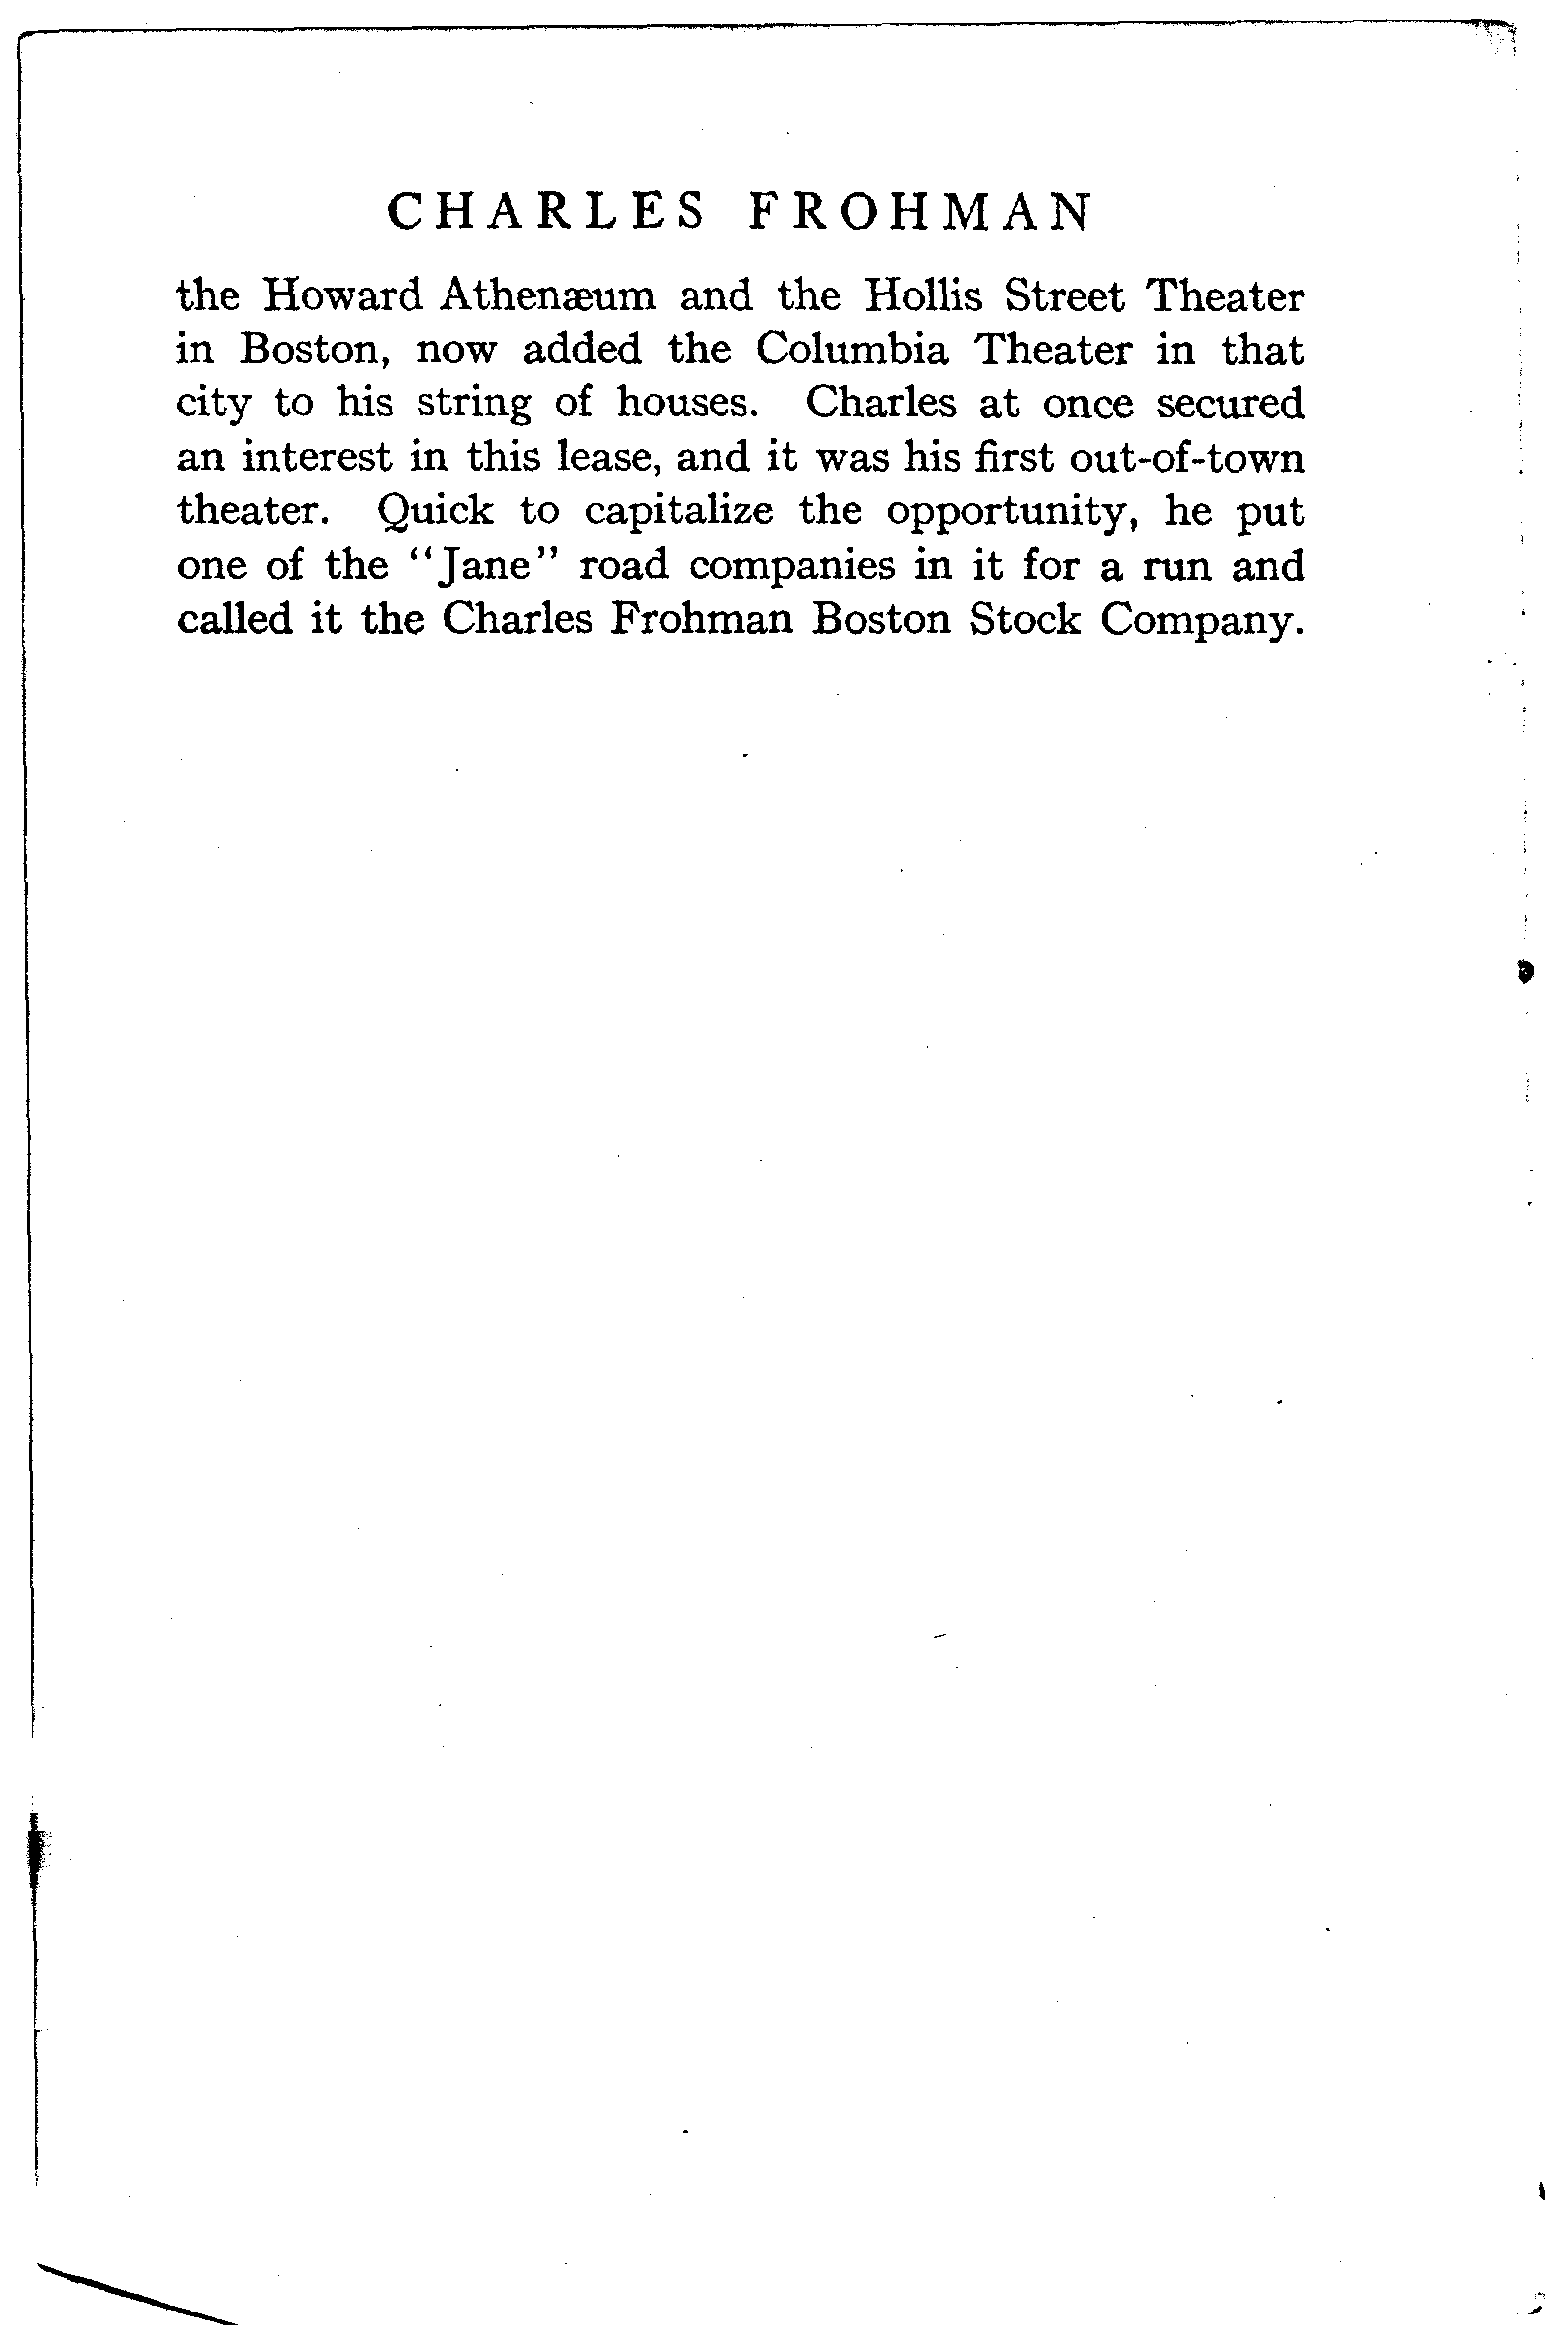 CHARLES FROHMAN
the Howard Athenæum and the Hollis Street Theater
in Boston, now added the Columbia Theater in that
city to his string of houses. Charles at once secured
an interest in this lease, and it was his first out-of-town
theater. Quick to capitalize the opportunity, he put
one of the “Jane” road companies in it for a run and
called it the Charles Frohman Boston Stock Company.